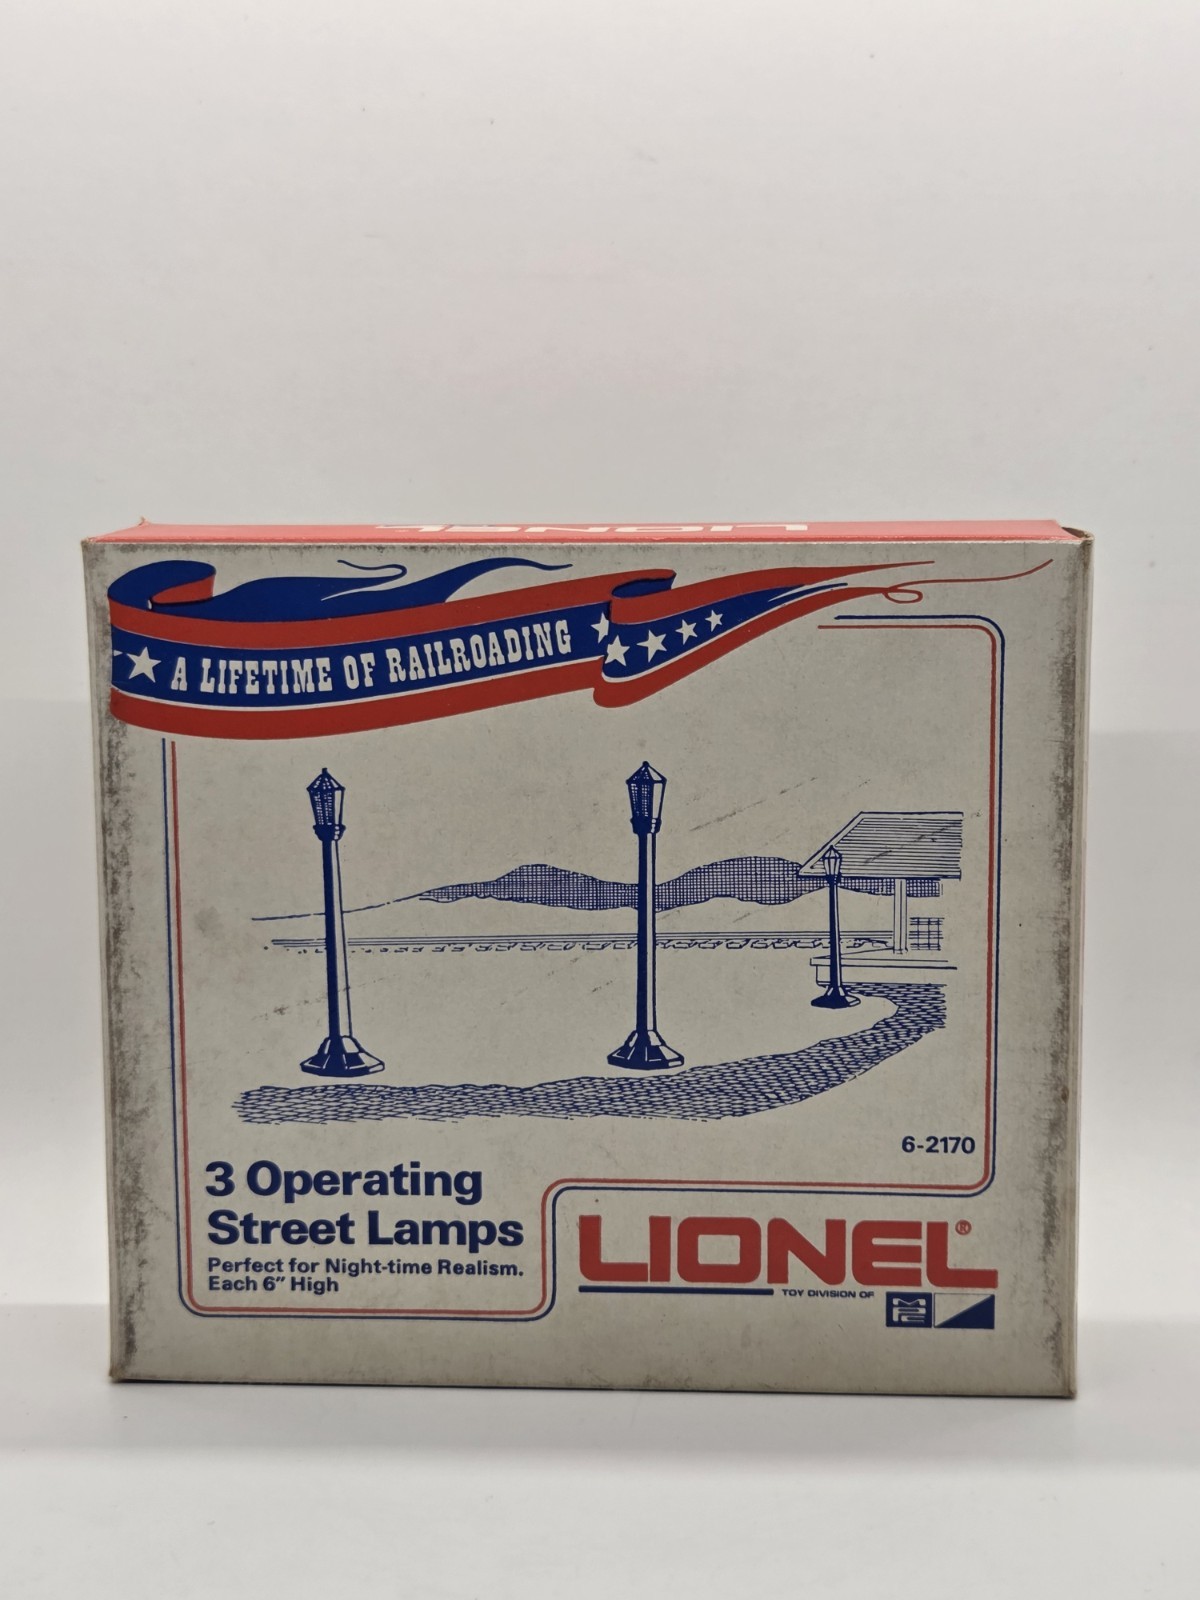 LIONEL
A LIFETIME OF RAILROADING
6-2170
3 Operating
Street Lamps
Perfect for Night-time Realism.
Each 6" High
LIONEL®
TOY DIVISION OF
MPC